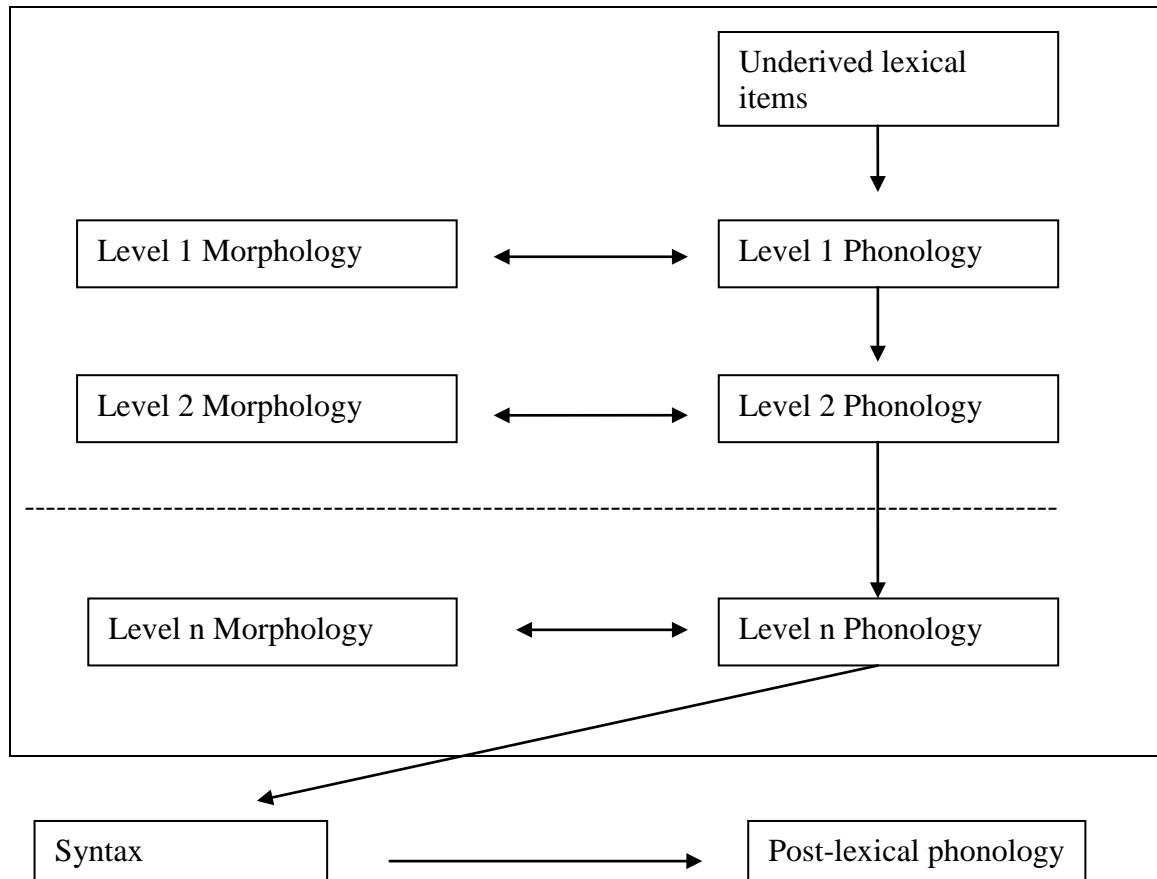 Underived lexical
items
Level 1 Morphology
Level 1 Phonology
Level 2 Morphology
Level 2 Phonology
Level n Morphology
Level n Phonology
Syntax
Post-lexical phonology